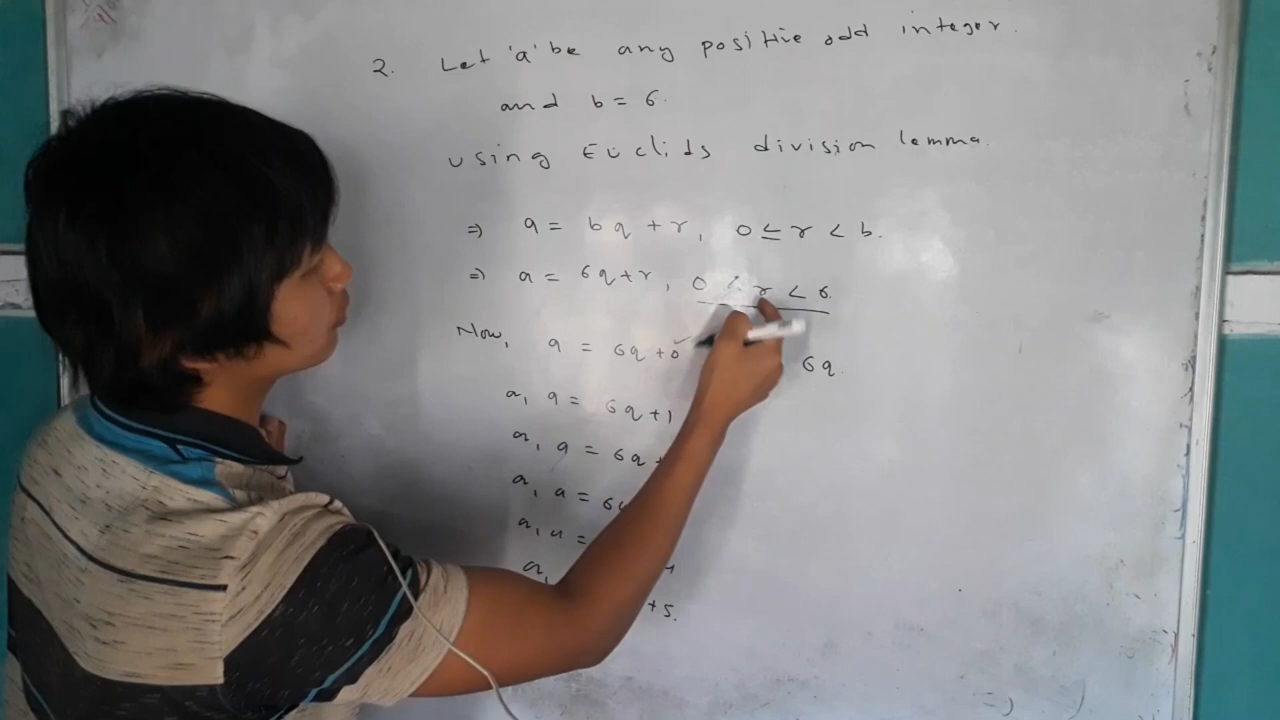 2. Let 'a' be any positive odd integer.
and b = 6.
using Euclids division lemma.
⇒ a = bq + r, 0 ≤ r < b.
⇒ a = 6q + r, 0 ≤ r < 6.
Now, a = 6q + 0 ✓ 6q.
a = 6q + 1
a = 6q +
a = 6q
a =
+ 5.